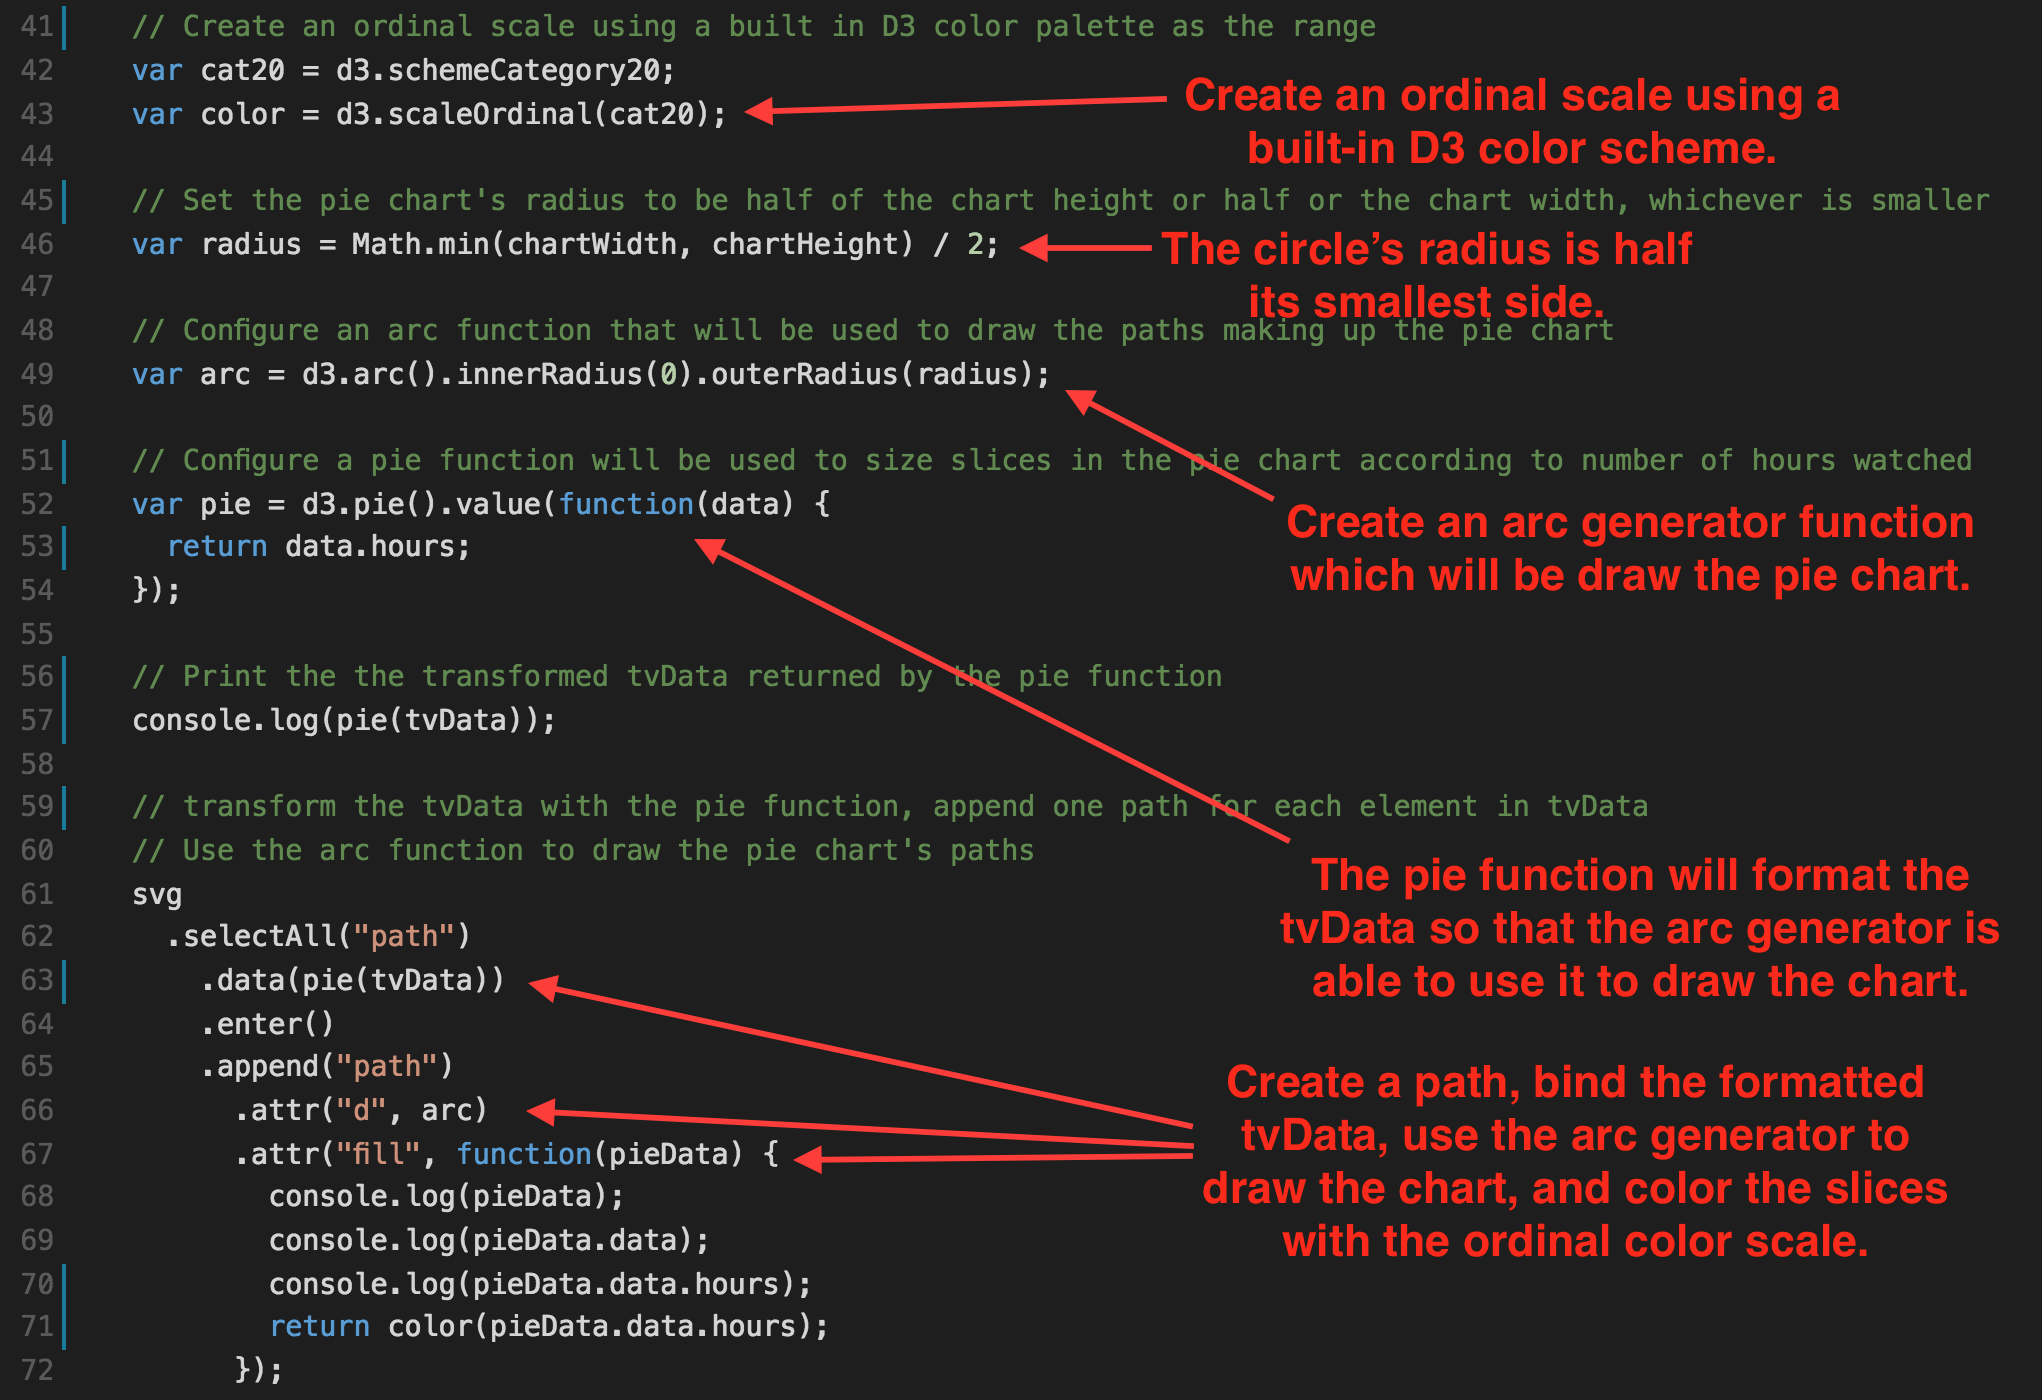 41 // Create an ordinal scale using a built in D3 color palette as the range
42 var cat20 = d3.schemeCategory20;
43 var color = d3.scaleOrdinal(cat20);
Create an ordinal scale using a
built-in D3 color scheme.
44
45 // Set the pie chart's radius to be half of the chart height or half or the chart width, whichever is smaller
46 var radius = Math.min(chartWidth, chartHeight) / 2;
The circle’s radius is half
its smallest side.
47
48 // Configure an arc function that will be used to draw the paths making up the pie chart
49 var arc = d3.arc().innerRadius(0).outerRadius(radius);
50
51 // Configure a pie function will be used to size slices in the pie chart according to number of hours watched
52 var pie = d3.pie().value(function(data) {
53 return data.hours;
54 });
Create an arc generator function
which will be draw the pie chart.
55
56 // Print the the transformed tvData returned by the pie function
57 console.log(pie(tvData));
58
59 // transform the tvData with the pie function, append one path for each element in tvData
60 // Use the arc function to draw the pie chart's paths
61 svg
62 .selectAll("path")
63 .data(pie(tvData))
The pie function will format the
tvData so that the arc generator is
able to use it to draw the chart.
64 .enter()
65 .append("path")
66 .attr("d", arc)
67 .attr("fill", function(pieData) {
68 console.log(pieData);
69 console.log(pieData.data);
70 console.log(pieData.data.hours);
71 return color(pieData.data.hours);
72 });
Create a path, bind the formatted
tvData, use the arc generator to
draw the chart, and color the slices
with the ordinal color scale.